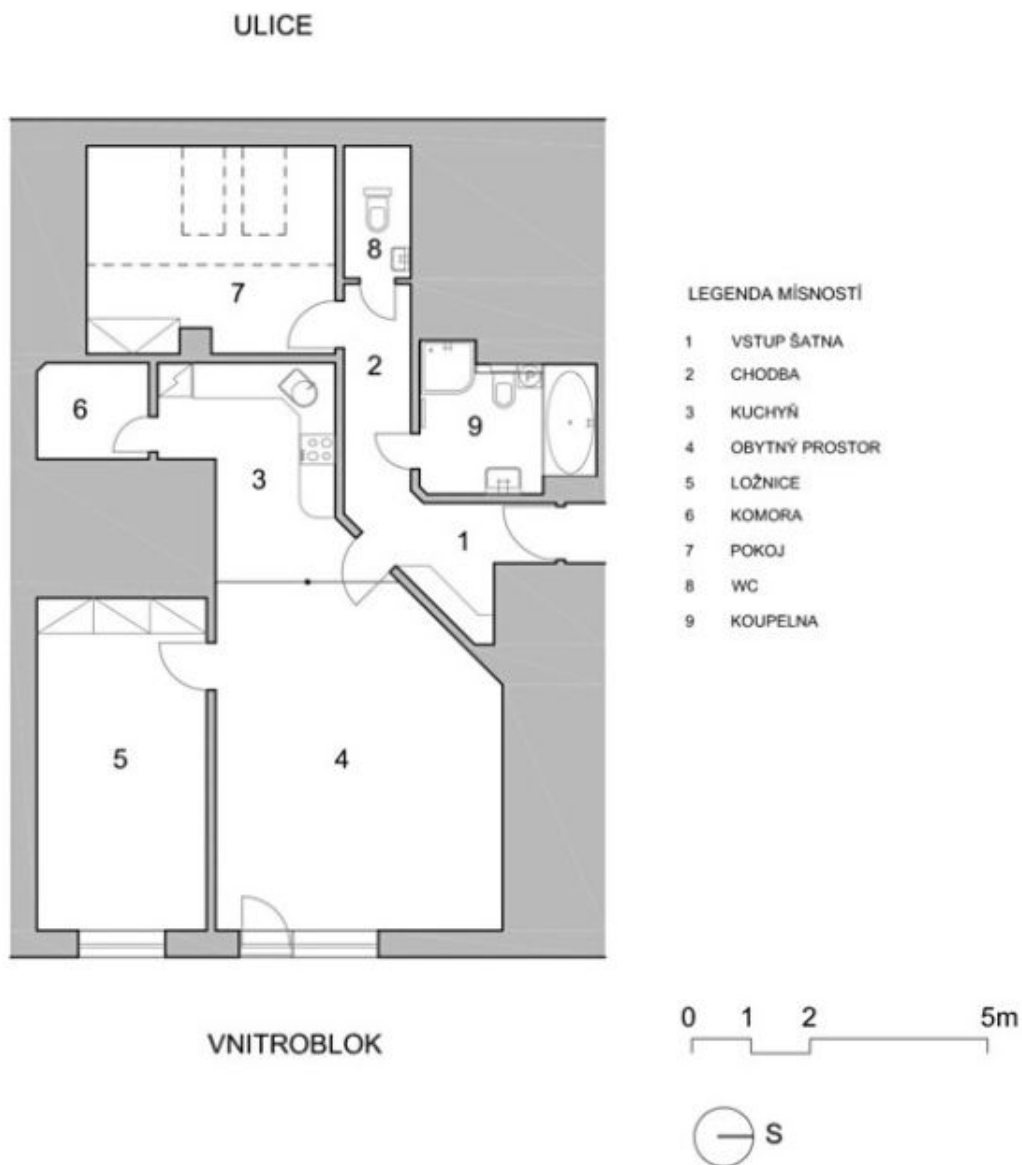 ULICE
8
7
2
6
9
3
1
5
4
P
LEGENDA MÍSNOSTÍ
1 VSTUP ŠATNA
2 CHODBA
3 KUCHYŇ
4 OBYTNÝ PROSTOR
5 LOŽNICE
6 KOMORA
7 POKOJ
8 WC
9 KOUPELNA
VNITROBLOK
0 1 2 5m
S